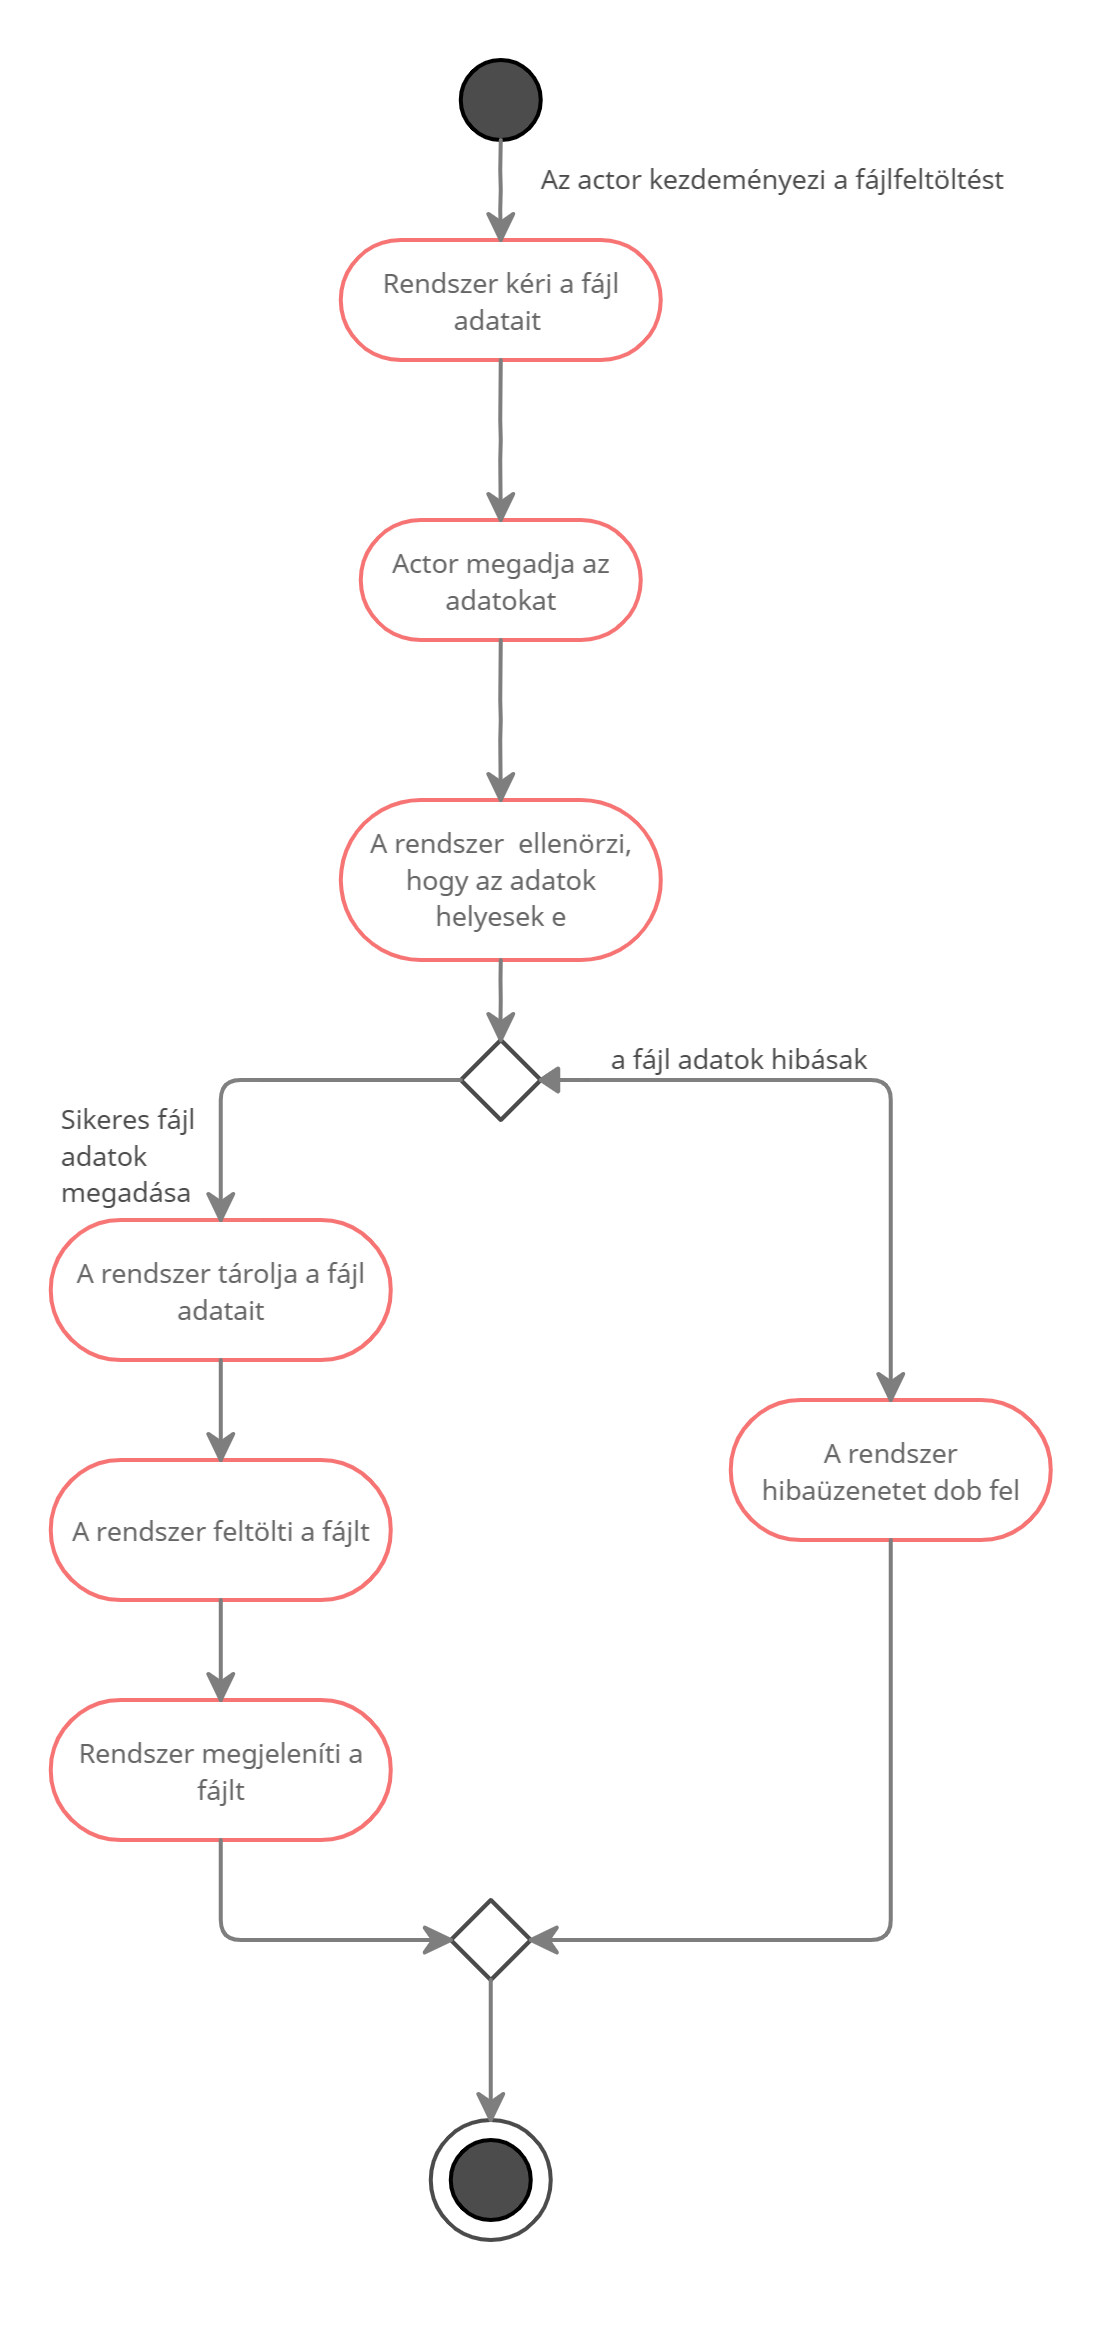 Az actor kezdeményezi a fájlfeltöltést
Rendszer kéri a fájl
adatait
Actor megadja az
adatokat
A rendszer  ellenörzi,
hogy az adatok
helyesek e
a fájl adatok hibásak
Sikeres fájl
adatok
megadása
A rendszer tárolja a fájl
adatait
A rendszer
hibaüzenetet dob fel
A rendszer feltölti a fájlt
Rendszer megjeleníti a
fájlt